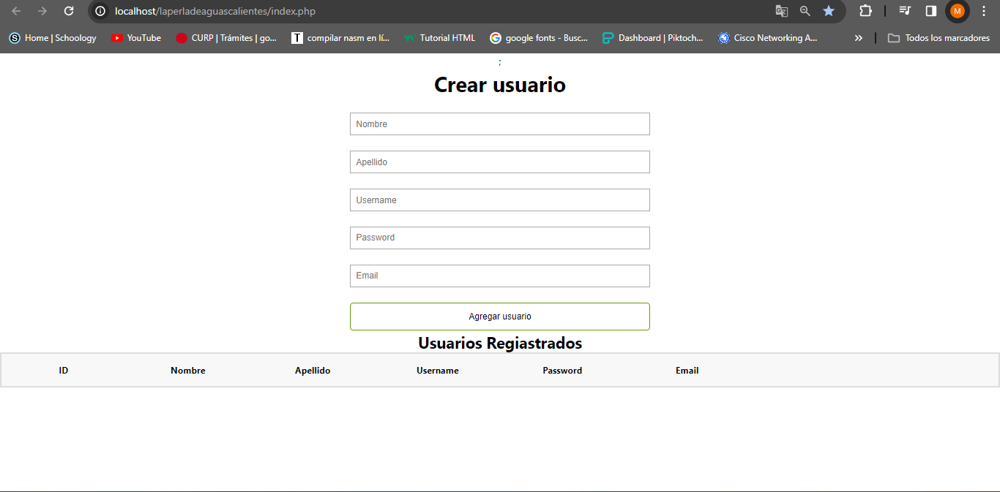 localhost/laperladeaguascalientes/index.php
M
Home | Schoology YouTube CURP | Trámites | go... T compilar nasm en lí... Tutorial HTML google fonts - Busc... Dashboard | Piktoch... Cisco Networking A... » Todos los marcadores
;
Crear usuario
Nombre
Apellido
Username
Password
Email
Agregar usuario
Usuarios Regiastrados
ID Nombre Apellido Username Password Email